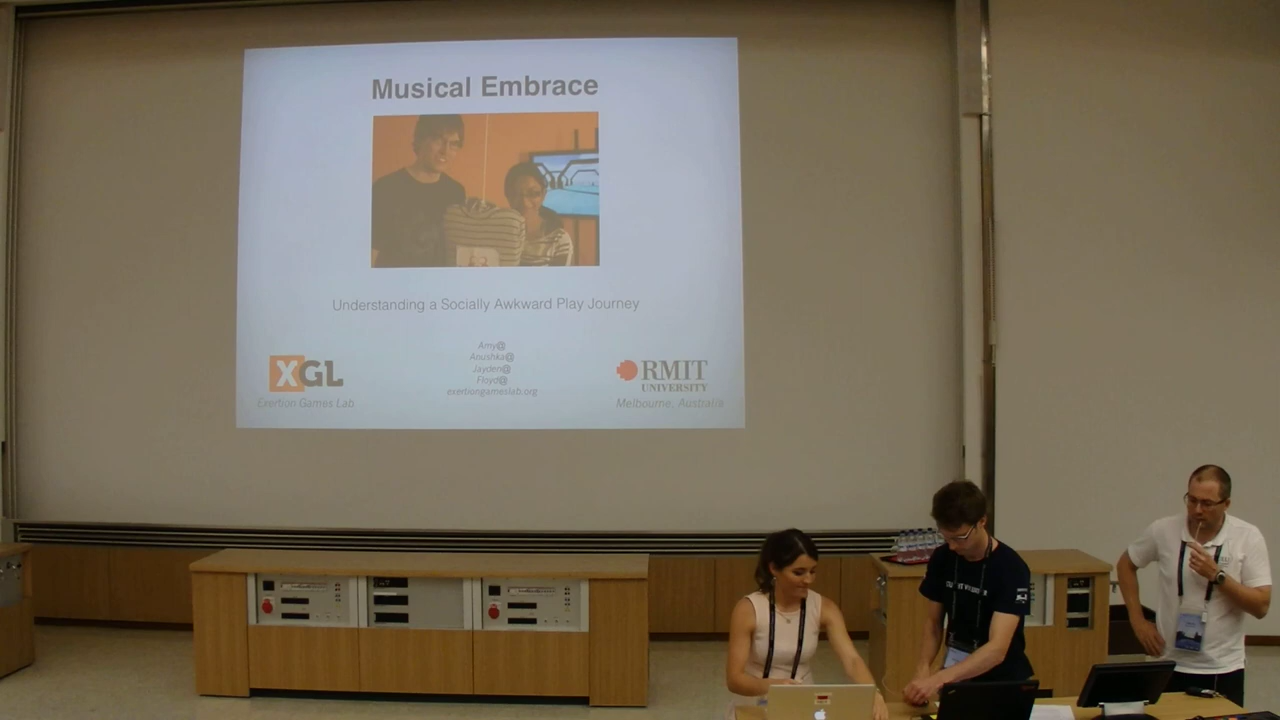 Musical Embrace
Understanding a Socially Awkward Play Journey
Amy@
Anushka@
Jayden@
Floyd@
exertiongameslab.org
XGL
Exertion Games Lab
RMIT
UNIVERSITY
Melbourne, Australia